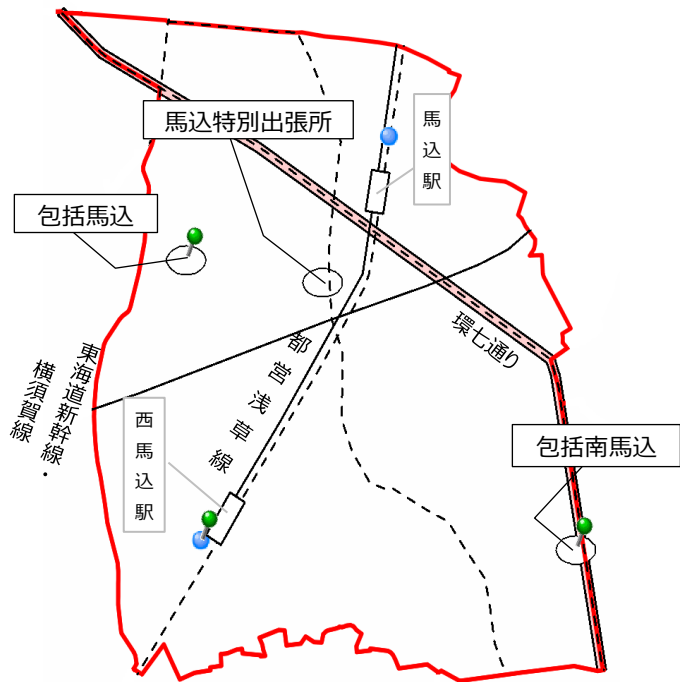 馬込特別出張所
馬込駅
包括馬込
環七通り
都営浅草線
東海道新幹線・
横須賀線
西馬込駅
包括南馬込